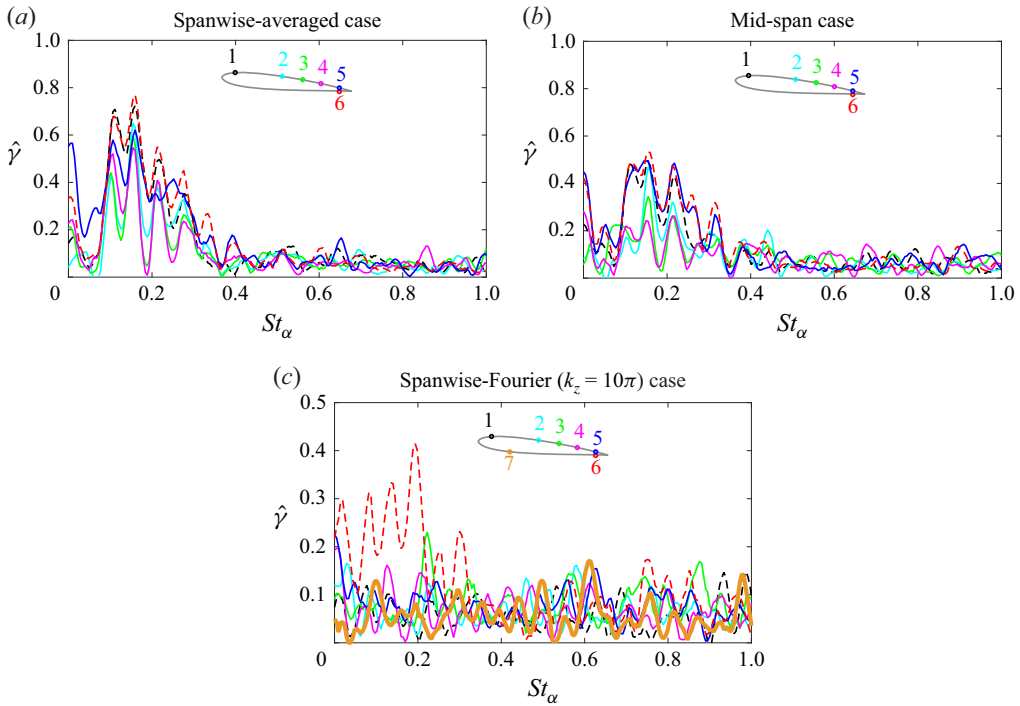 (a) Spanwise-averaged case
1.0
0.8
0.6
0.4
0.2
0 0.2 0.4 0.6 0.8 1.0
γ̂
St_α
1 2 3 4 5 6
(b) Mid-span case
1.0
0.8
0.6
0.4
0.2
0 0.2 0.4 0.6 0.8 1.0
γ̂
St_α
1 2 3 4 5 6
(c) Spanwise-Fourier (k_z = 10π) case
0.5
0.4
0.3
0.2
0.1
0 0.2 0.4 0.6 0.8 1.0
γ̂
St_α
1 2 3 4 5 6 7